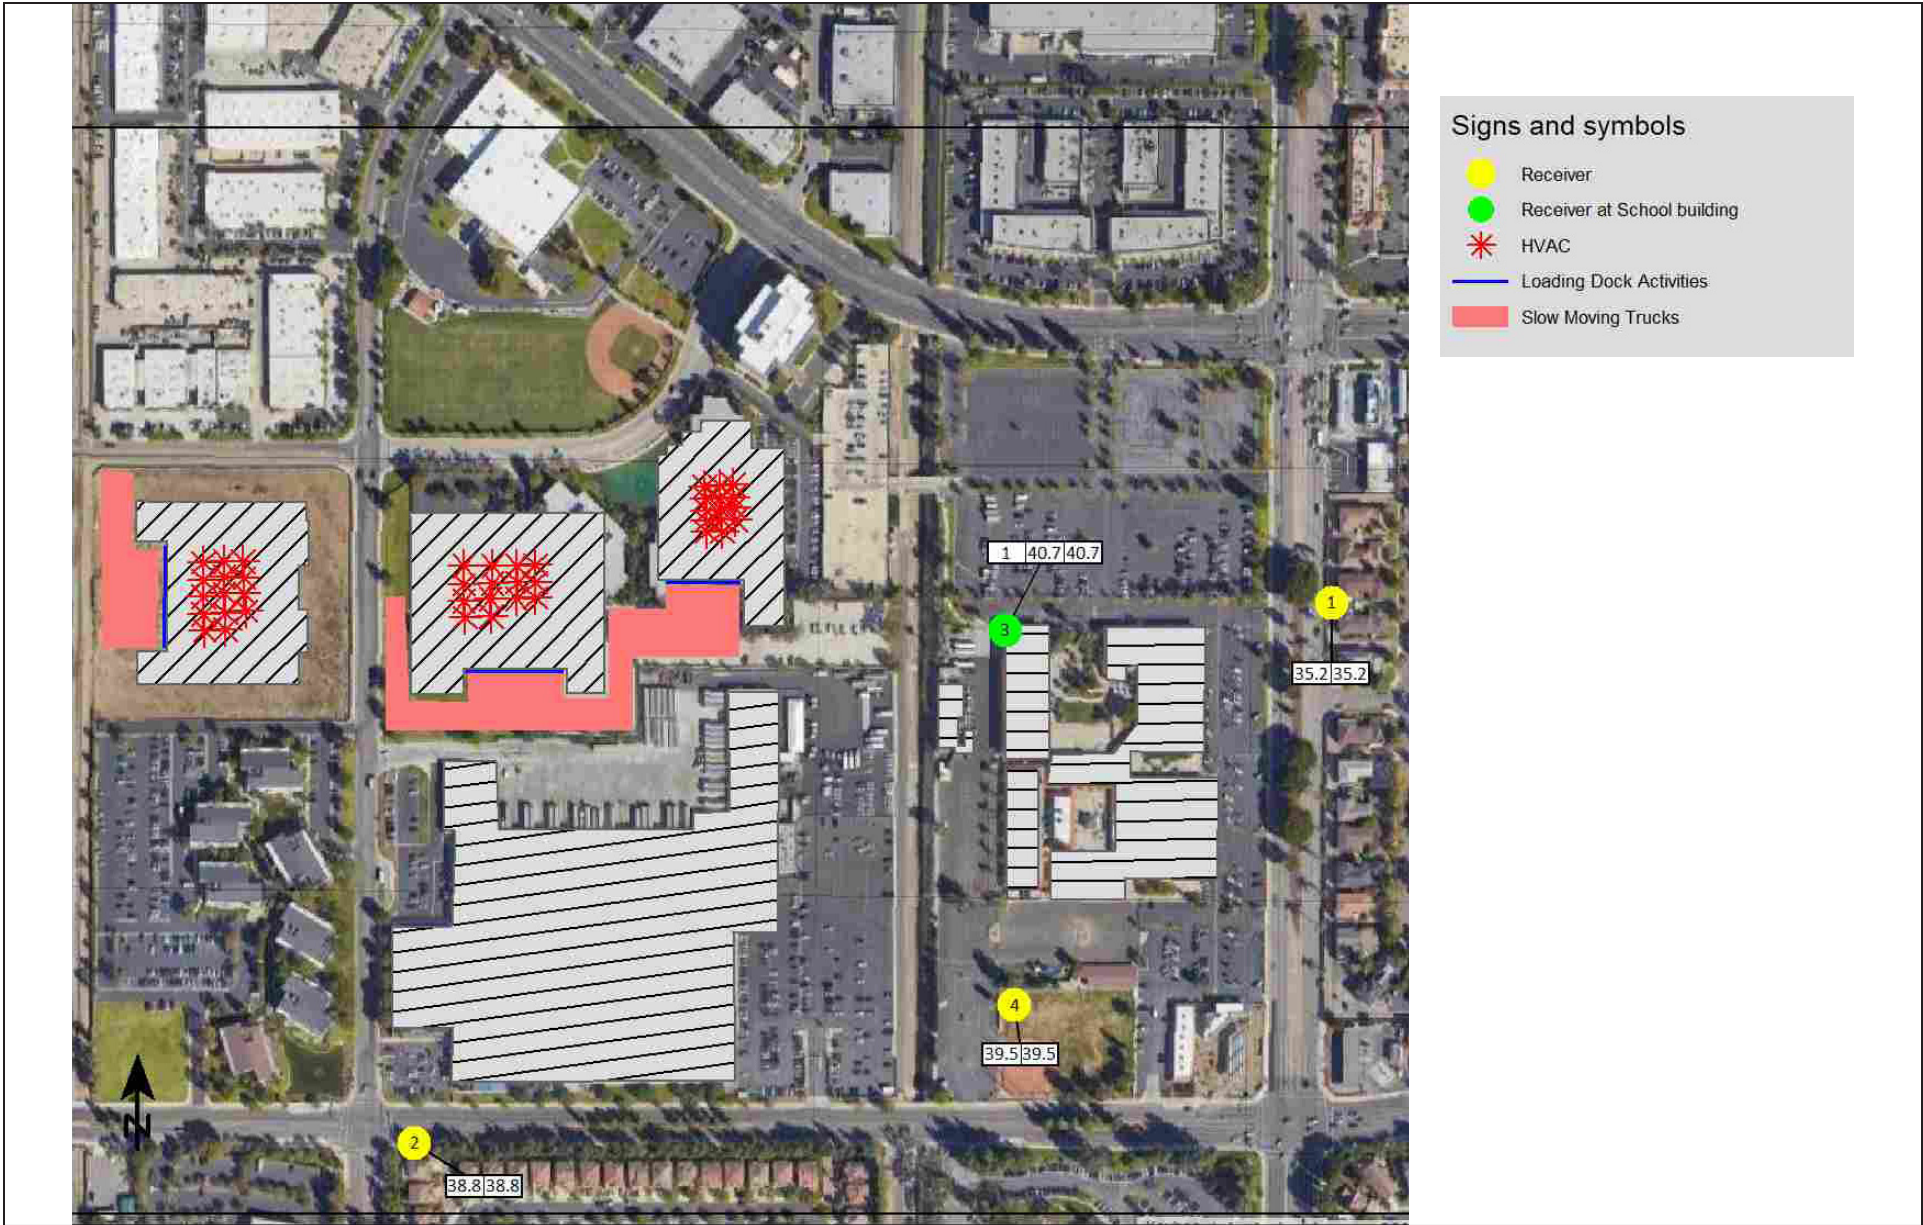 Signs and symbols
Receiver
Receiver at School building
HVAC
Loading Dock Activities
Slow Moving Trucks
1 40.7 40.7
3
1
35.2 35.2
4
39.5 39.5
2
38.8 38.8
N